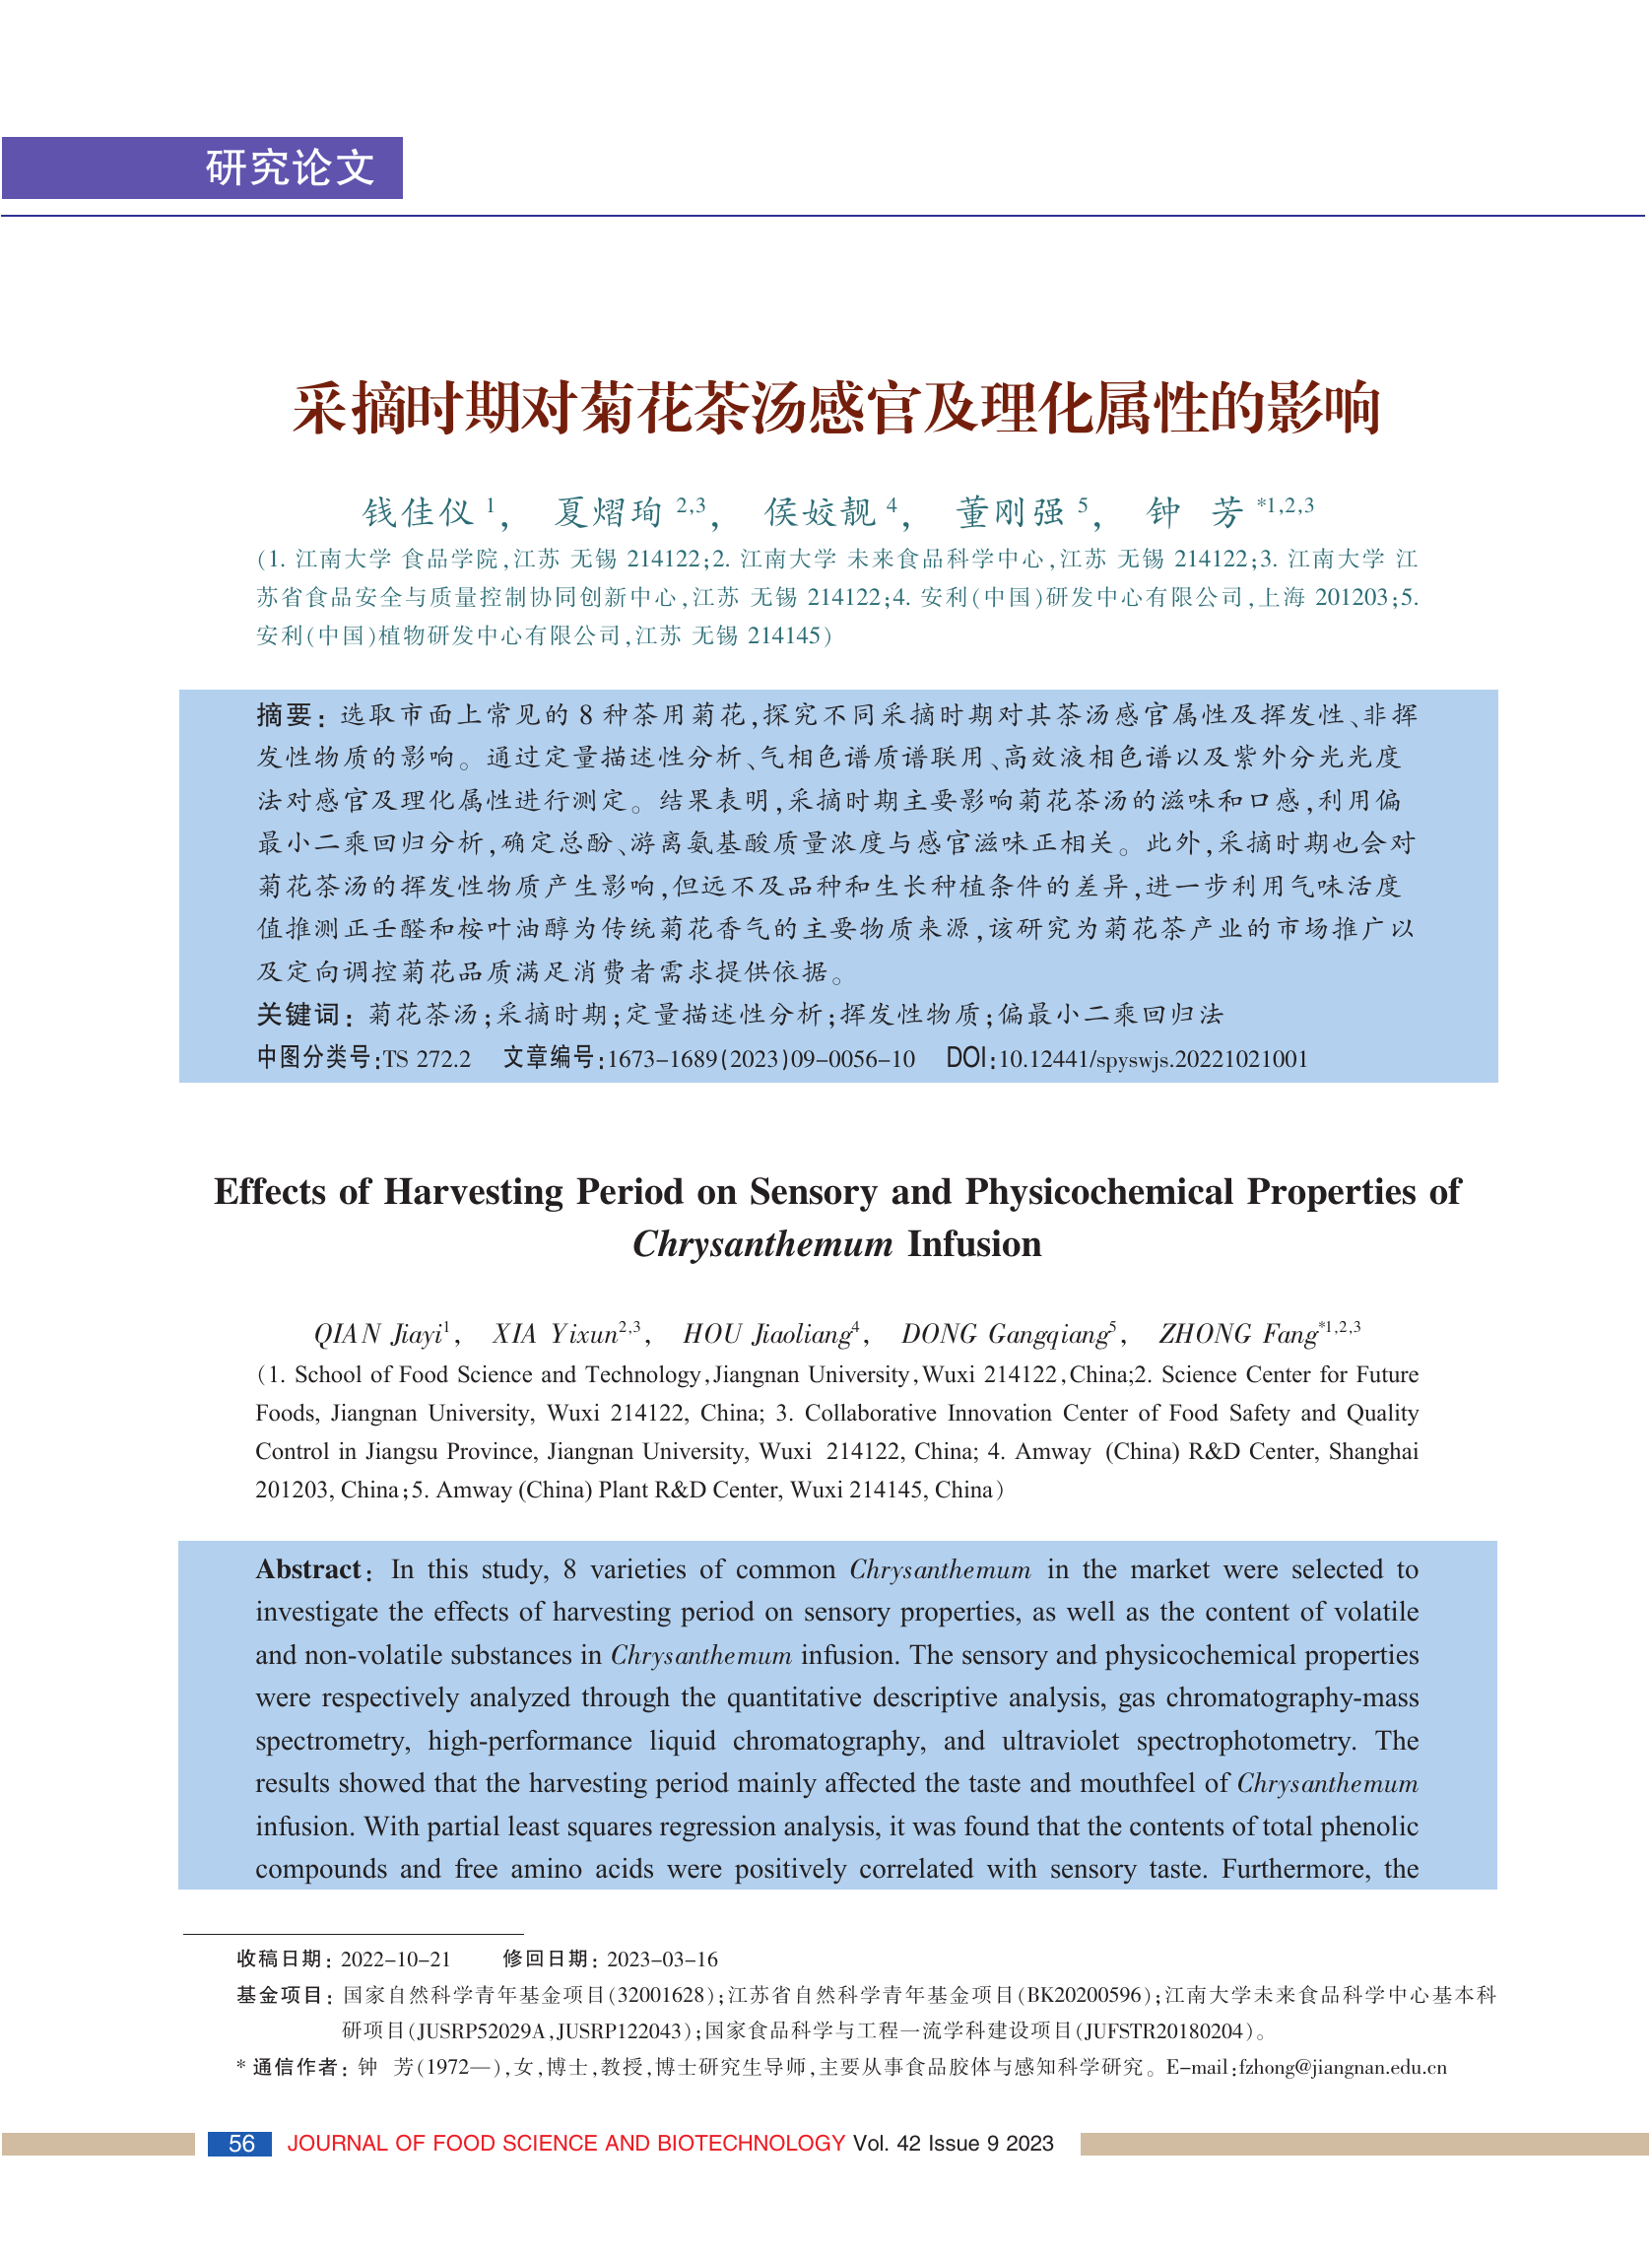 研究论文
采摘时期对菊花茶汤感官及理化属性的影响
钱佳仪 1, 夏熠珣 2,3, 侯姣靓 4, 董刚强 5, 钟 芳 *1,2,3
(1. 江南大学 食品学院,江苏 无锡 214122;2. 江南大学 未来食品科学中心,江苏 无锡 214122;3. 江南大学 江
苏省食品安全与质量控制协同创新中心,江苏 无锡 214122;4. 安利(中国)研发中心有限公司,上海 201203;5.
安利(中国)植物研发中心有限公司,江苏 无锡 214145)
摘要: 选取市面上常见的 8 种茶用菊花,探究不同采摘时期对其茶汤感官属性及挥发性、非挥
发性物质的影响。通过定量描述性分析、气相色谱质谱联用、高效液相色谱以及紫外分光光度
法对感官及理化属性进行测定。结果表明,采摘时期主要影响菊花茶汤的滋味和口感,利用偏
最小二乘回归分析,确定总酚、游离氨基酸质量浓度与感官滋味正相关。此外,采摘时期也会对
菊花茶汤的挥发性物质产生影响,但远不及品种和生长种植条件的差异,进一步利用气味活度
值推测正壬醛和桉叶油醇为传统菊花香气的主要物质来源,该研究为菊花茶产业的市场推广以
及定向调控菊花品质满足消费者需求提供依据。
关键词: 菊花茶汤;采摘时期;定量描述性分析;挥发性物质;偏最小二乘回归法
中图分类号:TS 272.2 文章编号:1673-1689(2023)09-0056-10 DOI:10.12441/spyswjs.20221021001
Effects of Harvesting Period on Sensory and Physicochemical Properties of
Chrysanthemum Infusion
QIAN Jiayi1, XIA Yixun2,3, HOU Jiaoliang4, DONG Gangqiang5, ZHONG Fang*1,2,3
(1. School of Food Science and Technology,Jiangnan University,Wuxi 214122,China;2. Science Center for Future
Foods, Jiangnan University, Wuxi 214122, China; 3. Collaborative Innovation Center of Food Safety and Quality
Control in Jiangsu Province, Jiangnan University, Wuxi 214122, China; 4. Amway (China) R&D Center, Shanghai
201203, China;5. Amway (China) Plant R&D Center, Wuxi 214145, China)
Abstract: In this study, 8 varieties of common Chrysanthemum in the market were selected to
investigate the effects of harvesting period on sensory properties, as well as the content of volatile
and non-volatile substances in Chrysanthemum infusion. The sensory and physicochemical properties
were respectively analyzed through the quantitative descriptive analysis, gas chromatography-mass
spectrometry, high-performance liquid chromatography, and ultraviolet spectrophotometry. The
results showed that the harvesting period mainly affected the taste and mouthfeel of Chrysanthemum
infusion. With partial least squares regression analysis, it was found that the contents of total phenolic
compounds and free amino acids were positively correlated with sensory taste. Furthermore, the
收稿日期: 2022-10-21 修回日期: 2023-03-16
基金项目: 国家自然科学青年基金项目(32001628);江苏省自然科学青年基金项目(BK20200596);江南大学未来食品科学中心基本科
研项目(JUSRP52029A,JUSRP122043);国家食品科学与工程一流学科建设项目(JUFSTR20180204)。
* 通信作者: 钟 芳(1972—),女,博士,教授,博士研究生导师,主要从事食品胶体与感知科学研究。E-mail:fzhong@jiangnan.edu.cn
56 JOURNAL OF FOOD SCIENCE AND BIOTECHNOLOGY Vol. 42 Issue 9 2023